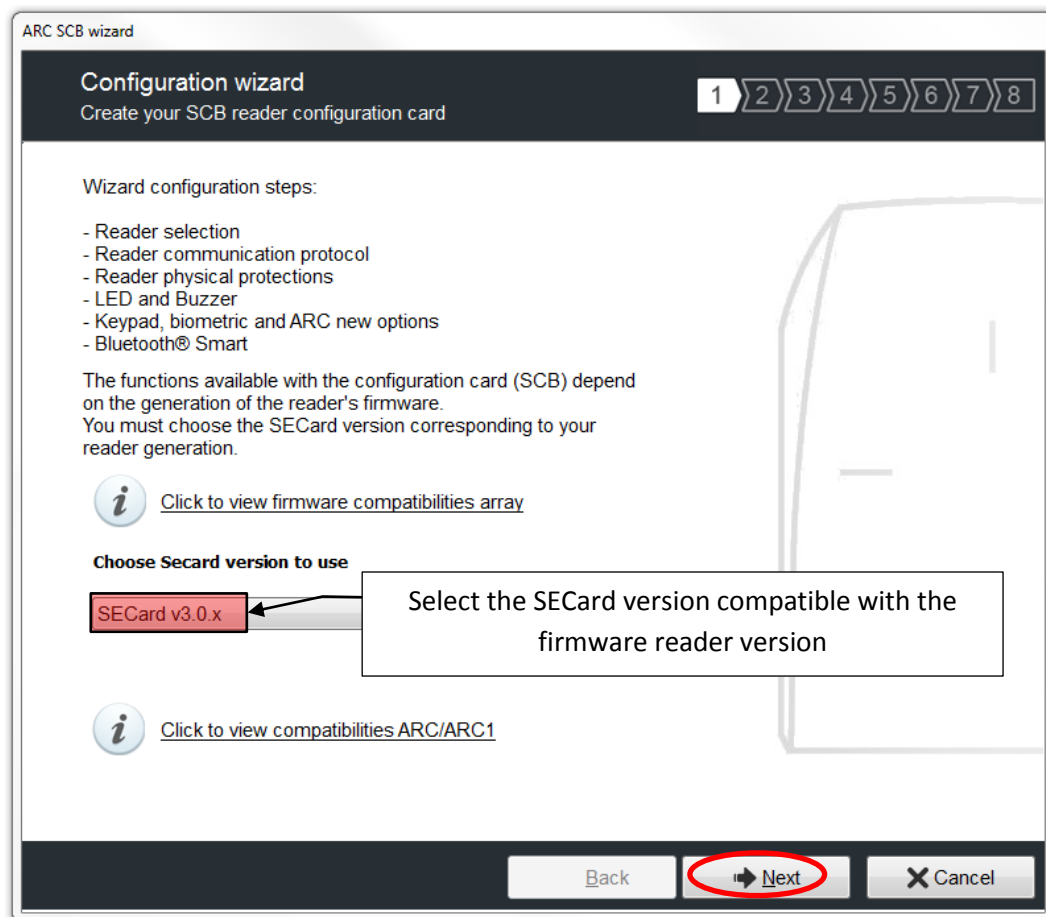 ARC SCB wizard
Configuration wizard
Create your SCB reader configuration card
1 2 3 4 5 6 7 8
Wizard configuration steps:
- Reader selection
- Reader communication protocol
- Reader physical protections
- LED and Buzzer
- Keypad, biometric and ARC new options
- Bluetooth® Smart
The functions available with the configuration card (SCB) depend
on the generation of the reader's firmware.
You must choose the SECard version corresponding to your
reader generation.
i Click to view firmware compatibilities array
Choose Secard version to use
SECard v3.0.x
Select the SECard version compatible with the
firmware reader version
i Click to view compatibilities ARC/ARC1
Back Next Cancel